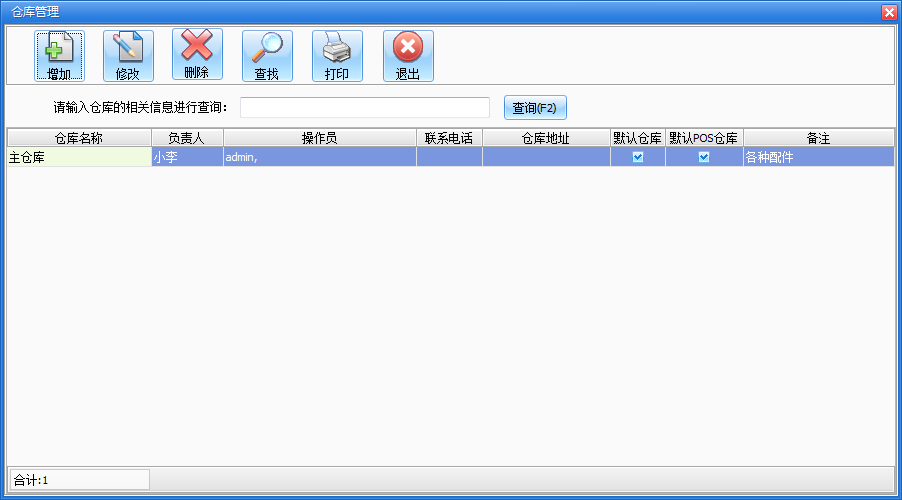 仓库管理
增加 修改 删除 查找 打印 退出
请输入仓库的相关信息进行查询: 查询(F2)
仓库名称 负责人 操作员 联系电话 仓库地址 默认仓库 默认POS仓库 备注
主仓库 小李 admin, 各种配件
合计:1